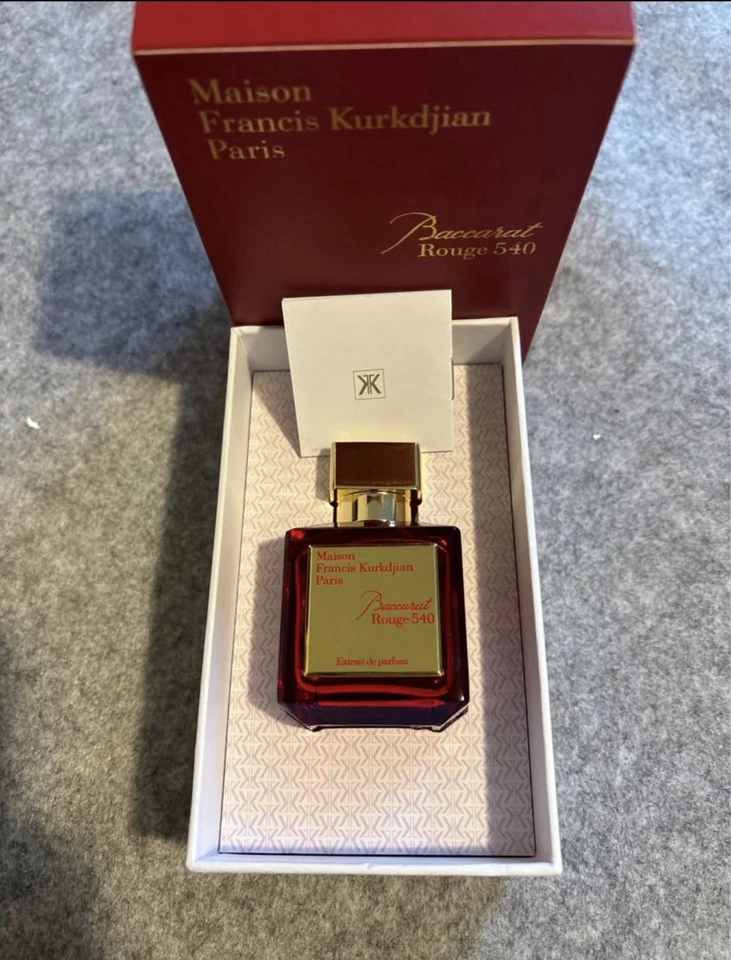 Maison
Francis Kurkdjian
Paris
Baccarat
Rouge 540
Maison
Francis Kurkdjian
Paris
Baccarat
Rouge 540
Extrait de parfum